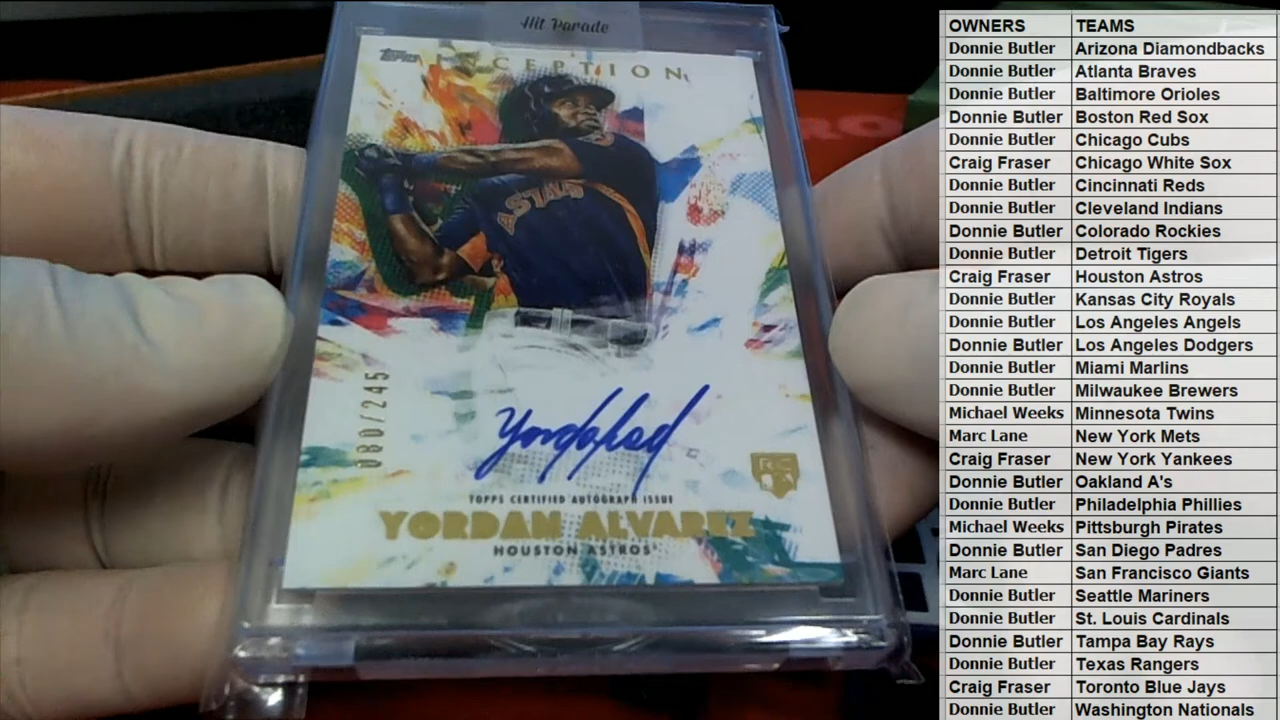 Hit Parade
TOPPS INCEPTION
ASTROS
080/245
RC
TOPPS CERTIFIED AUTOGRAPH ISSUE
YORDAN ALVAREZ
HOUSTON ASTROS
OWNERS TEAMS
Donnie Butler Arizona Diamondbacks
Donnie Butler Atlanta Braves
Donnie Butler Baltimore Orioles
Donnie Butler Boston Red Sox
Donnie Butler Chicago Cubs
Craig Fraser Chicago White Sox
Donnie Butler Cincinnati Reds
Donnie Butler Cleveland Indians
Donnie Butler Colorado Rockies
Donnie Butler Detroit Tigers
Craig Fraser Houston Astros
Donnie Butler Kansas City Royals
Donnie Butler Los Angeles Angels
Donnie Butler Los Angeles Dodgers
Donnie Butler Miami Marlins
Donnie Butler Milwaukee Brewers
Michael Weeks Minnesota Twins
Marc Lane New York Mets
Craig Fraser New York Yankees
Donnie Butler Oakland A's
Donnie Butler Philadelphia Phillies
Michael Weeks Pittsburgh Pirates
Donnie Butler San Diego Padres
Marc Lane San Francisco Giants
Donnie Butler Seattle Mariners
Donnie Butler St. Louis Cardinals
Donnie Butler Tampa Bay Rays
Donnie Butler Texas Rangers
Craig Fraser Toronto Blue Jays
Donnie Butler Washington Nationals